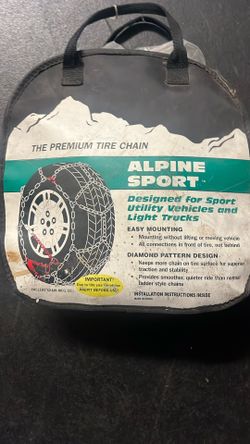 THE PREMIUM TIRE CHAIN
ALPINE
SPORT
Designed for Sport
Utility Vehicles and
Light Trucks
EASY MOUNTING
• Mounting without lifting or moving vehicle
• All connections in front of tire, not behind
DIAMOND PATTERN DESIGN
• Keeps more chain on tire surface for superior
traction and stability
• Provides smoother, quieter ride than
ladder style chains
IMPORTANT!
INSTALLATION INSTRUCTIONS INSIDE